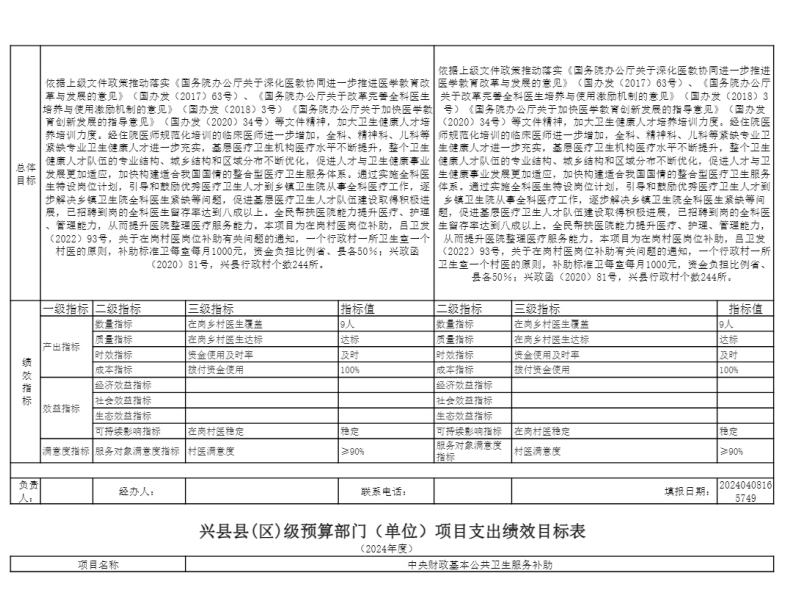 总体
目标
依据上级文件政策推动落实《国务院办公厅关于深化医教协同进一步推进医学教育改
革与发展的意见》（国办发（2017）63号）、《国务院办公厅关于改革完善全科医生
培养与使用激励机制的意见》（国办发（2018）3号）《国务院办公厅关于加快医学教
育创新发展的指导意见》（国办发（2020）34号）等文件精神，加大卫生健康人才培
养培训力度。经住院医师规范化培训的临床医师进一步增加，全科、精神科、儿科等
紧缺专业卫生健康人才进一步充实，基层医疗卫生机构医疗水平不断提升，整个卫生
健康人才队伍的专业结构、城乡结构和区域分布不断优化，促进人才与卫生健康事业
发展更加适应，加快构建适合我国国情的整合型医疗卫生服务体系。通过实施全科医
生特设岗位计划，引导和鼓励优秀医疗卫生人才到乡镇卫生院从事全科医疗工作，逐
步解决乡镇卫生院全科医生紧缺等问题，促进基层医疗卫生人才队伍建设取得积极进
展，已招聘到岗的全科医生留存率达到八成以上。全民帮扶医院能力提升医疗、护理
、管理能力，从而提升医院整理医疗服务能力，本项目为在岗村医岗位补助，吕卫发
（2022）93号，关于在岗村医岗位补助有关问题的通知，一个行政村一所卫生室一个
村医的原则，补助标准卫每室每月1000元，资金负担比例省、县各50%；兴政函
（2020）81号，兴县行政村个数244所。
依据上级文件政策推动落实《国务院办公厅关于深化医教协同进一步推进医
学教育改革与发展的意见》（国办发（2017）63号）、《国务院办公厅
关于改革完善全科医生培养与使用激励机制的意见》（国办发（2018）3
号）《国务院办公厅关于加快医学教育创新发展的指导意见》（国办发
（2020）34号）等文件精神，加大卫生健康人才培养培训力度。经住院医
师规范化培训的临床医师进一步增加，全科、精神科、儿科等紧缺专业卫
生健康人才进一步充实，基层医疗卫生机构医疗水平不断提升，整个卫生
健康人才队伍的专业结构、城乡结构和区域分布不断优化，促进人才与卫
生健康事业发展更加适应，加快构建适合我国国情的整合型医疗卫生服务
体系。通过实施全科医生特设岗位计划，引导和鼓励优秀医疗卫生人才到
乡镇卫生院从事全科医疗工作，逐步解决乡镇卫生院全科医生紧缺等问
题，促进基层医疗卫生人才队伍建设取得积极进展，已招聘到岗的全科医
生留存率达到八成以上。全民帮扶医院能力提升医疗、护理、管理能力，
从而提升医院整理医疗服务能力，本项目为在岗村医岗位补助，吕卫发
（2022）93号，关于在岗村医岗位补助有关问题的通知，一个行政村一所
卫生室一个村医的原则，补助标准卫每室每月1000元，资金负担比例省、
县各50%；兴政函（2020）81号，兴县行政村个数244所。
绩
效
指
标
一级指标 二级指标 三级指标 指标值 二级指标 三级指标 指标值
产出指标
数量指标 在岗乡村医生覆盖 9人 数量指标 在岗乡村医生覆盖 9人
质量指标 在岗乡村医生达标 达标 质量指标 在岗乡村医生达标 达标
时效指标 资金使用及时率 及时 时效指标 资金使用及时率 及时
成本指标 拨付资金使用 100% 成本指标 拨付资金使用 100%
效益指标
经济效益指标 经济效益指标
社会效益指标 社会效益指标
生态效益指标 生态效益指标
可持续影响指标 在岗村医稳定 稳定 可持续影响指标 在岗村医稳定 稳定
满意度指标 服务对象满意度指标 村医满意度 ≥90% 服务对象满意度
指标 村医满意度 ≥90%
负责
人： 经办人： 联系电话： 填报日期： 2024040816
5749
兴县县(区)级预算部门（单位）项目支出绩效目标表
（2024年度）
项目名称 中央财政基本公共卫生服务补助